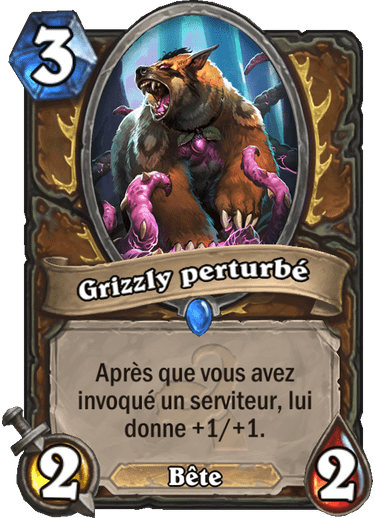 3
Grizzly perturbé
Après que vous avez
invoqué un serviteur, lui
donne +1/+1.
2
Bête
2